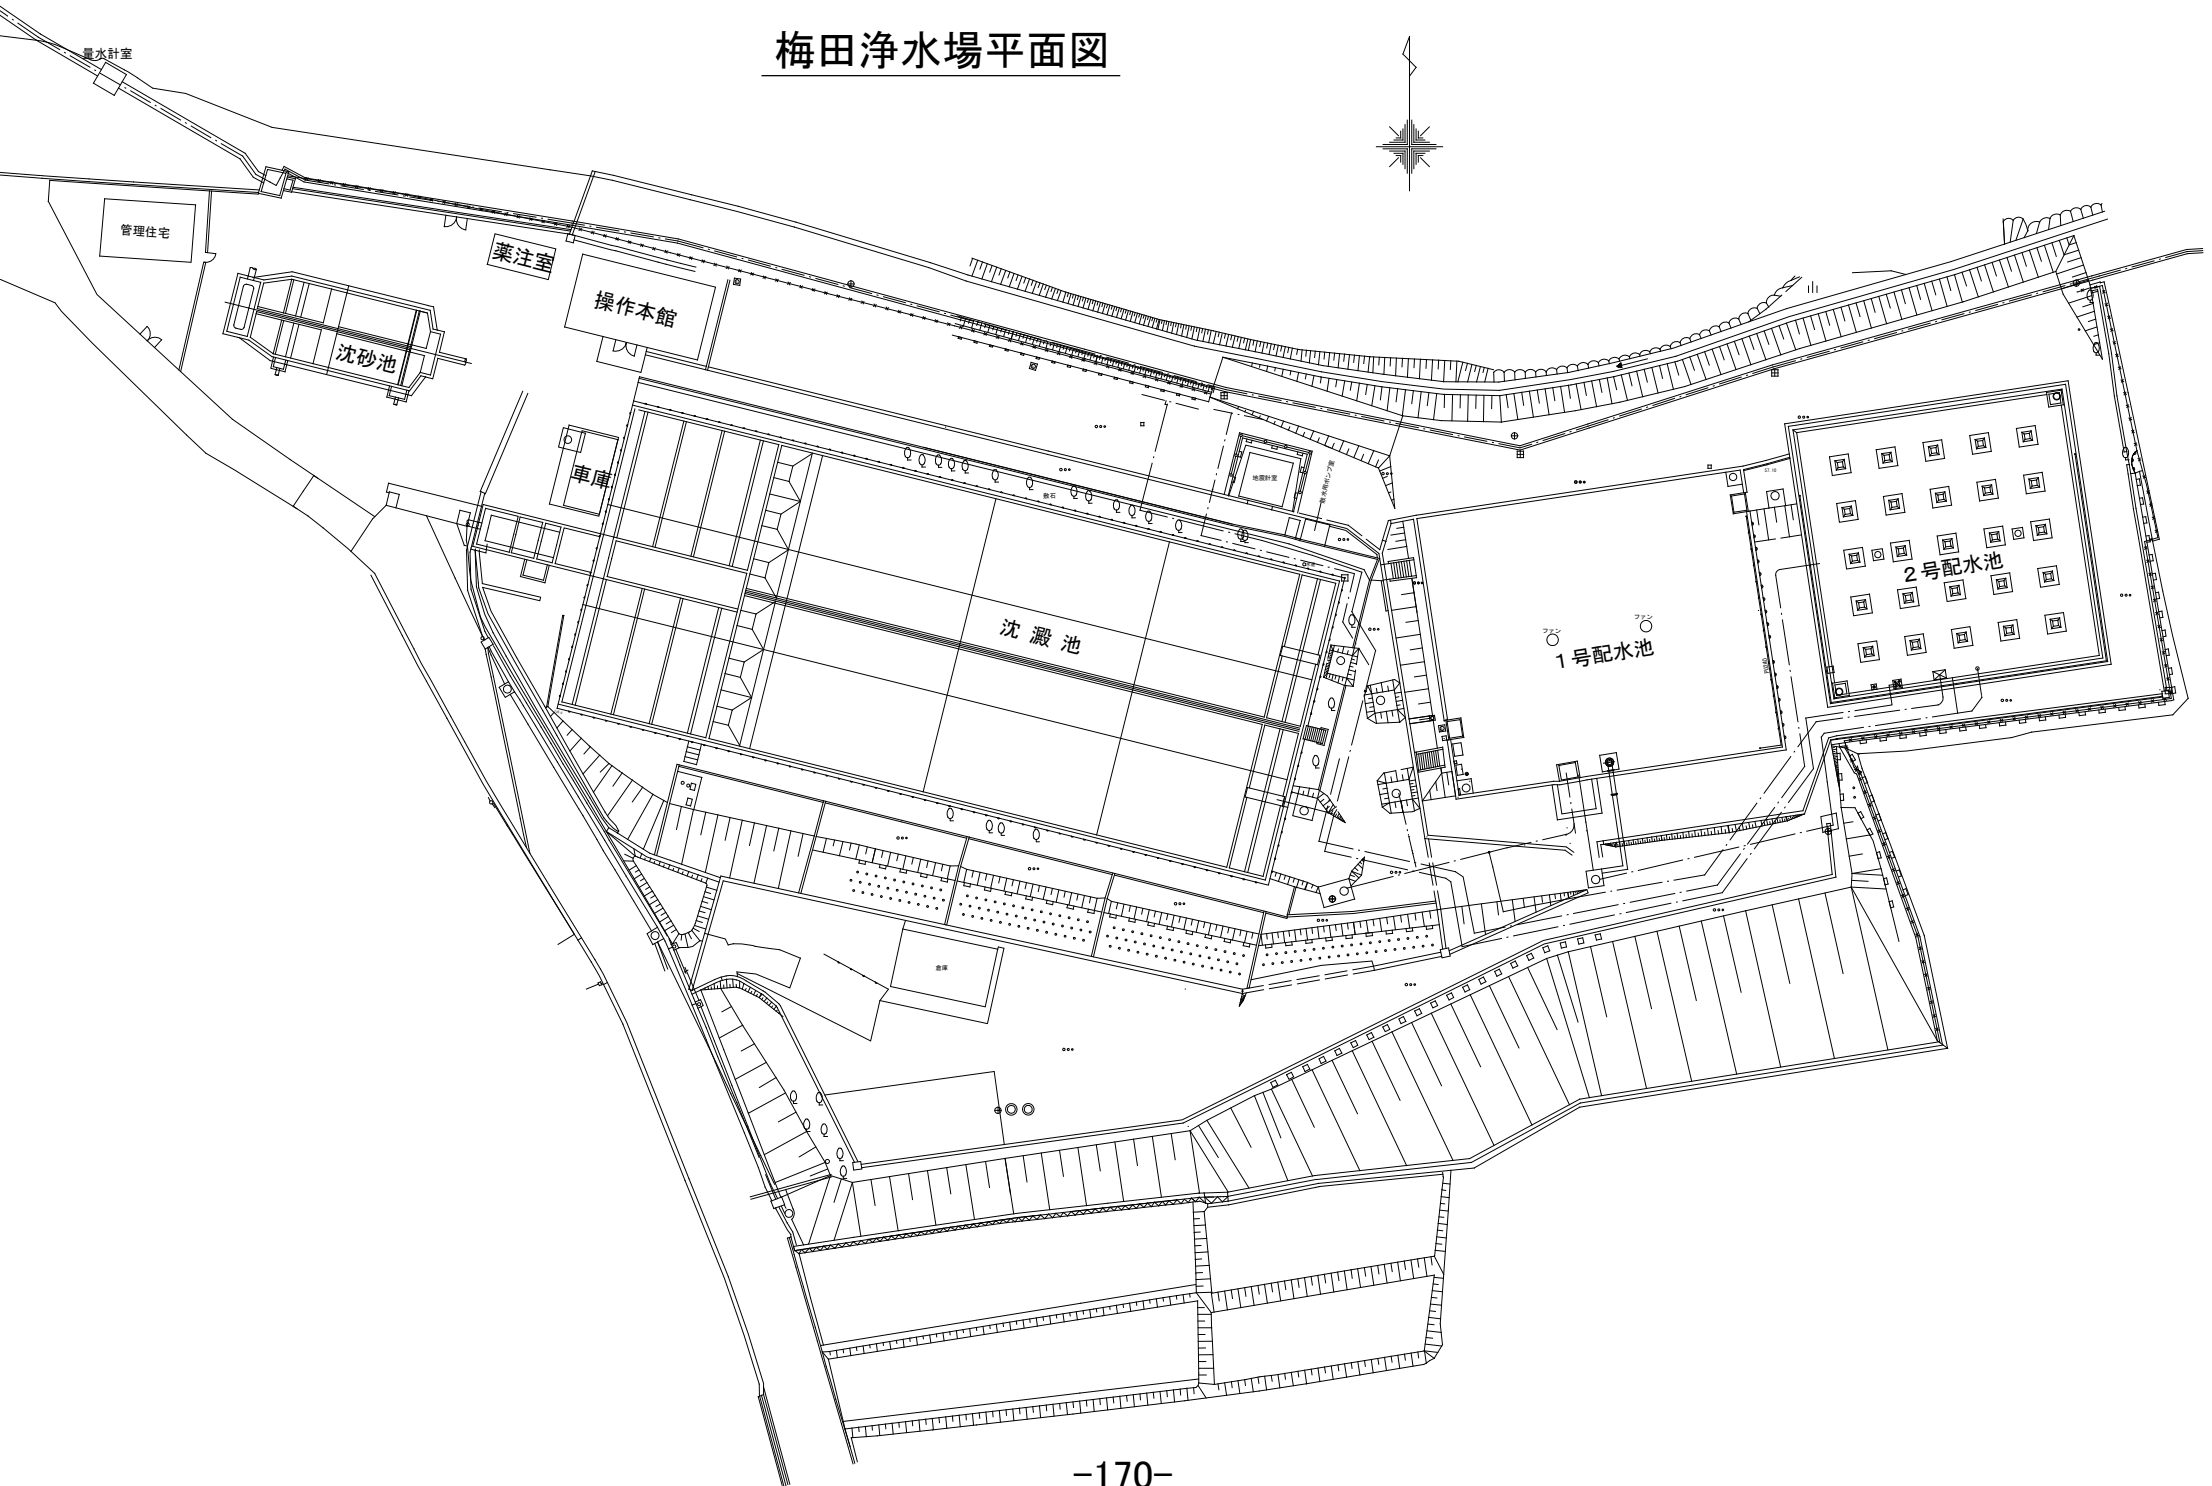 梅田浄水場平面図
量水計室
管理住宅
薬注室
操作本館
沈砂池
車庫
敷石
地震計室
沈澱池
ファン
ファン
1号配水池
2号配水池
倉庫
-170-